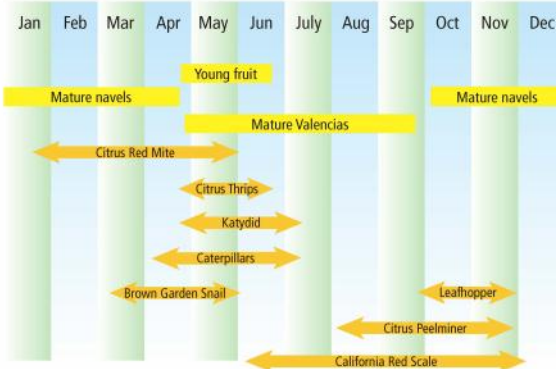 Jan Feb Mar Apr May Jun July Aug Sep Oct Nov Dec
Young fruit
Mature navels Mature navels
Mature Valencias
Citrus Red Mite
Citrus Thrips
Katydid
Caterpillars
Brown Garden Snail Leafhopper
Citrus Peelminer
California Red Scale